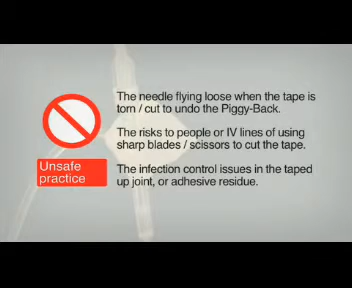 The needle flying loose when the tape is
torn / cut to undo the Piggy-Back.
The risks to people or IV lines of using
sharp blades / scissors to cut the tape.
Unsafe
practice
The infection control issues in the taped
up joint, or adhesive residue.